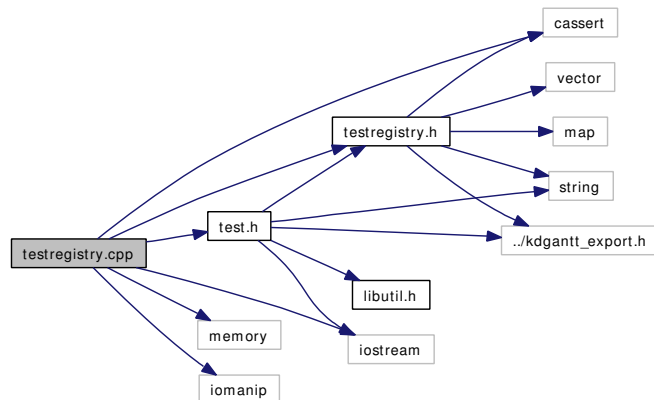 cassert
vector
testregistry.h
map
string
test.h
../kdgantt_export.h
testregistry.cpp
libutil.h
memory
iostream
iomanip